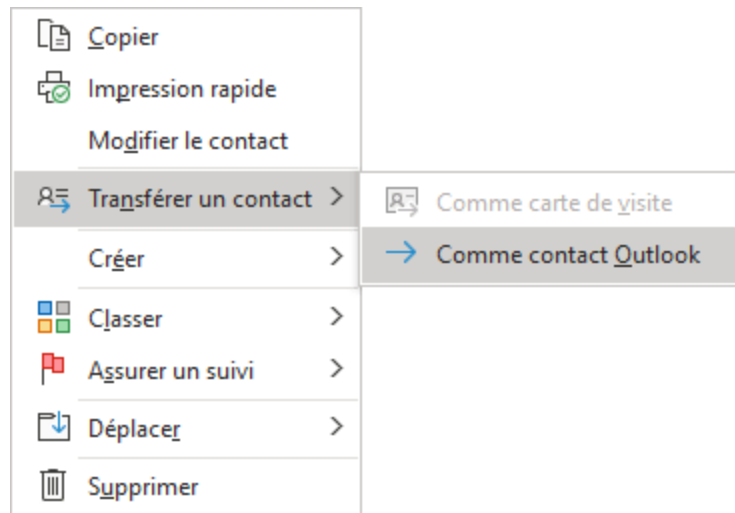 Copier
Impression rapide
Modifier le contact
Transférer un contact
Comme carte de visite
Comme contact Outlook
Créer
Classer
Assurer un suivi
Déplacer
Supprimer